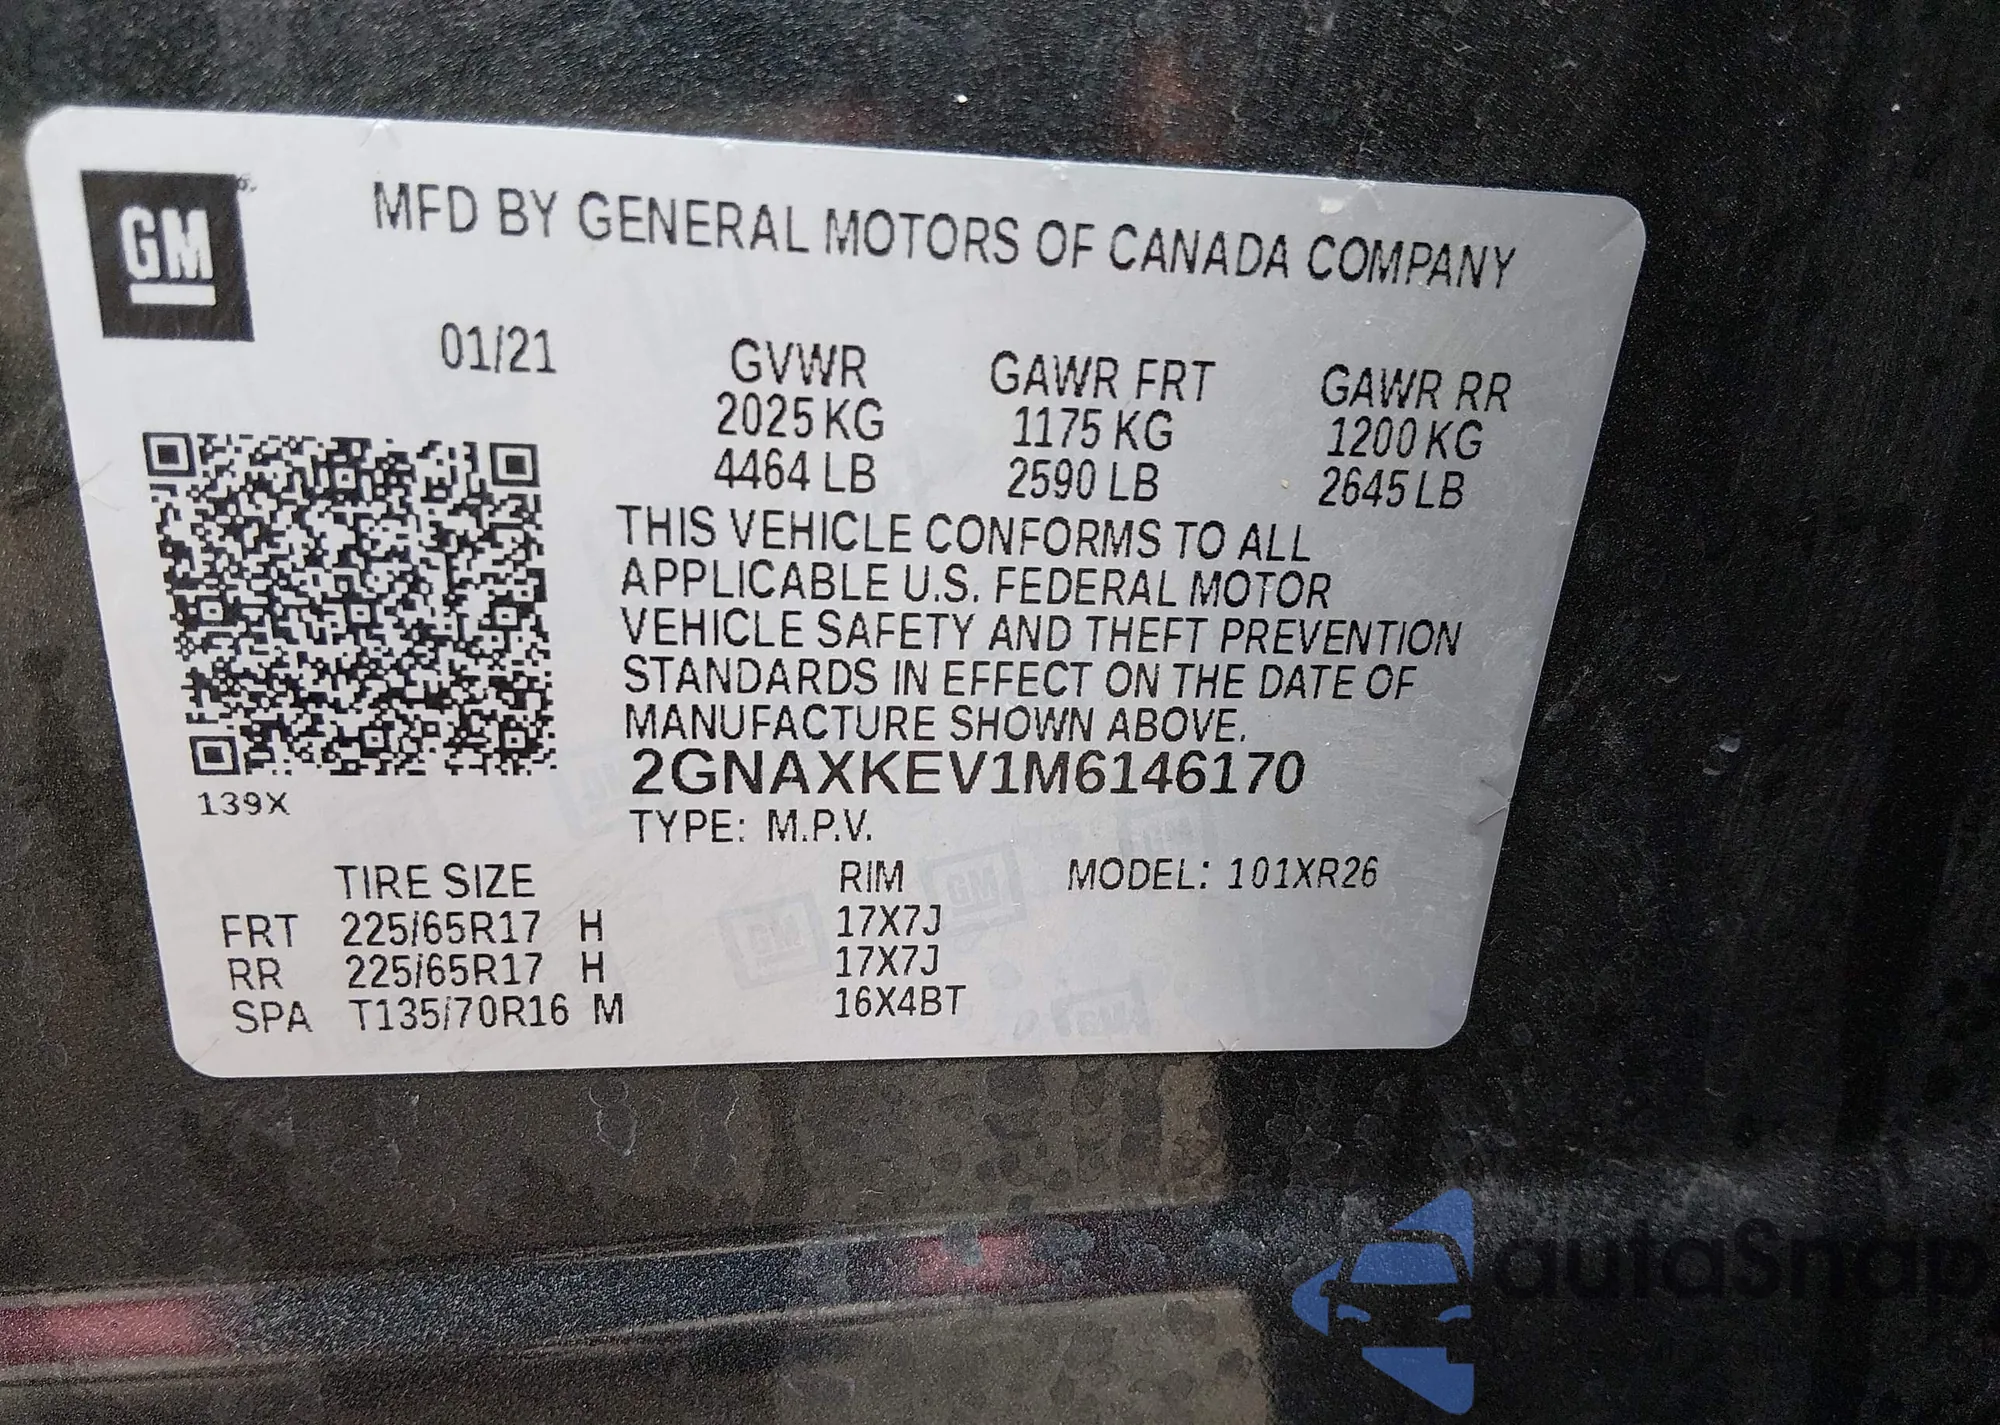 GM
MFD BY GENERAL MOTORS OF CANADA COMPANY
01/21
GVWR GAWR FRT GAWR RR
2025 KG 1175 KG 1200 KG
4464 LB 2590 LB 2645 LB
THIS VEHICLE CONFORMS TO ALL
APPLICABLE U.S. FEDERAL MOTOR
VEHICLE SAFETY AND THEFT PREVENTION
STANDARDS IN EFFECT ON THE DATE OF
MANUFACTURE SHOWN ABOVE.
2GNAXKEV1M6146170
139X
TYPE: M.P.V.
TIRE SIZE RIM MODEL: 101XR26
FRT 225/65R17 H 17X7J
RR 225/65R17 H 17X7J
SPA T135/70R16 M 16X4BT
autaSnap